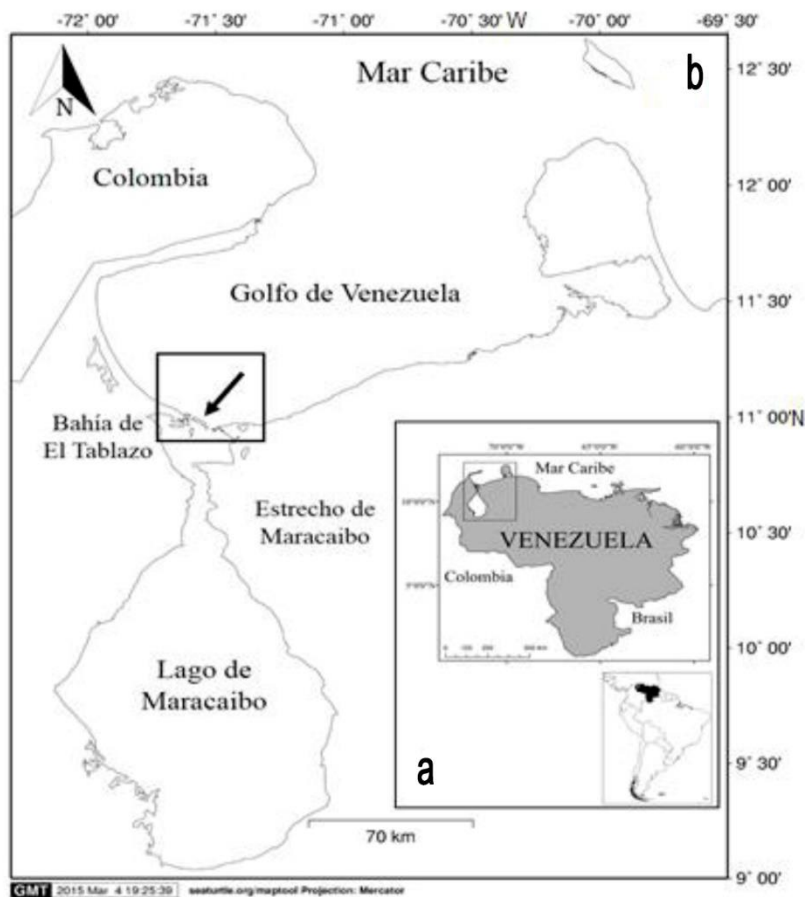 -72° 00' -71° 30' -71° 00' -70° 30' W -70° 00' -69° 30'
b
Mar Caribe
12° 30'
N
Colombia
12° 00'
Golfo de Venezuela
11° 30'
11° 00'N
Bahía de
El Tablazo
Mar Caribe
Estrecho de
Maracaibo
10° 30'
VENEZUELA
Colombia
Brasil
10° 00'
Lago de
Maracaibo
a
9° 30'
70 km
9° 00'
GMT 2015 Mar 4 19:25:39 seaturtle.org/maptool Projection: Mercator